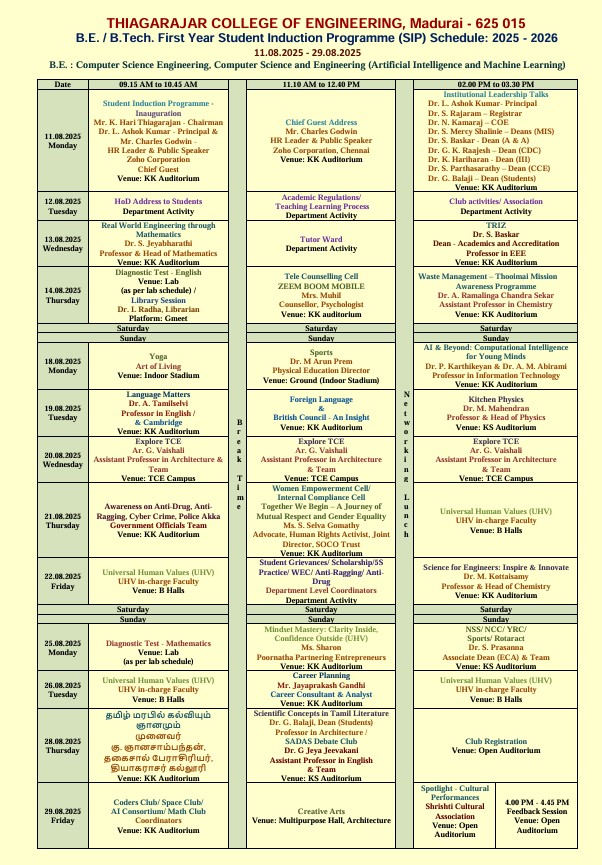 THIAGARAJAR COLLEGE OF ENGINEERING, Madurai - 625 015
B.E. / B.Tech. First Year Student Induction Programme (SIP) Schedule: 2025 - 2026
11.08.2025 - 29.08.2025
B.E. : Computer Science Engineering, Computer Science and Engineering (Artificial Intelligence and Machine Learning)
Date
09.15 AM to 10.45 AM
11.10 AM to 12.40 PM
02.00 PM to 03.30 PM
11.08.2025
Monday
Student Induction Programme -
Inauguration
Mr. K. Hari Thiagarajan - Chairman
Dr. L. Ashok Kumar - Principal &
Mr. Charles Godwin -
HR Leader & Public Speaker
Zoho Corporation
Chief Guest
Venue: KK Auditorium
Chief Guest Address
Mr. Charles Godwin
HR Leader & Public Speaker
Zoho Corporation, Chennai
Venue: KK Auditorium
Institutional Leadership Talks
Dr. L. Ashok Kumar- Principal
Dr. S. Rajaram – Registrar
Dr. N. Kamaraj – COE
Dr. S. Mercy Shalinie – Deans (MIS)
Dr. S. Baskar - Dean (A & A)
Dr. G. K. Raajesh – Dean (CDC)
Dr. K. Hariharan - Dean (III)
Dr. S. Parthasarathy – Dean (CCE)
Dr. G. Balaji – Dean (Students)
Venue: KK Auditorium
12.08.2025
Tuesday
HoD Address to Students
Department Activity
Academic Regulations/
Teaching Learning Process
Department Activity
Club activities/ Association
Department Activity
13.08.2025
Wednesday
Real World Engineering through
Mathematics
Dr. S. Jeyabharathi
Professor & Head of Mathematics
Venue: KK Auditorium
Tutor Ward
Department Activity
TRIZ
Dr. S. Baskar
Dean - Academics and Accreditation
Professor in EEE
Venue: KK Auditorium
14.08.2025
Thursday
Diagnostic Test - English
Venue: Lab
(as per lab schedule) /
Library Session
Dr. L Radha, Librarian
Platform: Gmeet
Tele Counselling Cell
ZEEM BOOM MOBILE
Mrs. Muhil
Counsellor, Psychologist
Venue: KK auditorium
Waste Management – Thooimai Mission
Awareness Programme
Dr. A. Ramalinga Chandra Sekar
Assistant Professor in Chemistry
Venue: KK Auditorium
Saturday
Saturday
Saturday
Sunday
Sunday
Sunday
18.08.2025
Monday
Yoga
Art of Living
Venue: Indoor Stadium
Sports
Dr. M Arun Prem
Physical Education Director
Venue: Ground (Indoor Stadium)
AI & Beyond: Computational Intelligence
for Young Minds
Dr. P. Karthikeyan & Dr. A. M. Abirami
Professor in Information Technology
Venue: KK Auditorium
19.08.2025
Tuesday
Language Matters
Dr. A. Tamilselvi
Professor in English /
& Cambridge
Venue: KK Auditorium
Break Time
Foreign Language
&
British Council - An Insight
Venue: KK Auditorium
Networking Lunch
Kitchen Physics
Dr. M. Mahendran
Professor & Head of Physics
Venue: KS Auditorium
20.08.2025
Wednesday
Explore TCE
Ar. G. Vaishali
Assistant Professor in Architecture &
Team
Venue: TCE Campus
Explore TCE
Ar. G. Vaishali
Assistant Professor in Architecture
& Team
Venue: TCE Campus
Explore TCE
Ar. G. Vaishali
Assistant Professor in Architecture
& Team
Venue: TCE Campus
21.08.2025
Thursday
Awareness on Anti-Drug, Anti-
Ragging, Cyber Crime, Police Akka
Government Officials Team
Venue: KK Auditorium
Women Empowerment Cell/
Internal Compliance Cell
Together We Begin – A Journey of
Mutual Respect and Gender Equality
Ms. S. Selva Gomathy
Advocate, Human Rights Activist, Joint
Director, SOCO Trust
Venue: KK Auditorium
Universal Human Values (UHV)
UHV in-charge Faculty
Venue: B Halls
22.08.2025
Friday
Universal Human Values (UHV)
UHV in-charge Faculty
Venue: B Halls
Student Grievances/ Scholarship/5S
Practice/ WEC/ Anti-Ragging/ Anti-
Drug
Department Level Coordinators
Department Activity
Science for Engineers: Inspire & Innovate
Dr. M. Kottaisamy
Professor & Head of Chemistry
Venue: KK Auditorium
Saturday
Saturday
Saturday
Sunday
Sunday
Sunday
25.08.2025
Monday
Diagnostic Test - Mathematics
Venue: Lab
(as per lab schedule)
Mindset Mastery: Clarity Inside,
Confidence Outside (UHV)
Ms. Sharon
Poornatha Partnering Entrepreneurs
Venue: KK Auditorium
NSS/ NCC/ YRC/
Sports/ Rotaract
Dr. S. Prasanna
Associate Dean (ECA) & Team
Venue: KS Auditorium
26.08.2025
Tuesday
Universal Human Values (UHV)
UHV in-charge Faculty
Venue: B Halls
Career Planning
Mr. Jayaprakash Gandhi
Career Consultant & Analyst
Venue: KK Auditorium
Universal Human Values (UHV)
UHV in-charge Faculty
Venue: B Halls
28.08.2025
Thursday
தமிழ் மரபில் கல்வியும்
ஞானமும்
முனைவர்
கு. ஞானசம்பந்தன்,
தகைசால் பேராசிரியர்,
தியாகராசர் கல்லூரி
Venue: KK Auditorium
Scientific Concepts in Tamil Literature
Dr. G. Balaji, Dean (Students)
Professor in Architecture /
SADAS Debate Club
Dr. G Jeya Jeevakani
Assistant Professor in English
& Team
Venue: KS Auditorium
Club Registration
Venue: Open Auditorium
29.08.2025
Friday
Coders Club/ Space Club/
AI Consortium/ Math Club
Coordinators
Venue: KK Auditorium
Creative Arts
Venue: Multipurpose Hall, Architecture
Spotlight - Cultural
Performances
Shrishti Cultural
Association
Venue: Open
Auditorium
4.00 PM - 4.45 PM
Feedback Session
Venue: Open
Auditorium